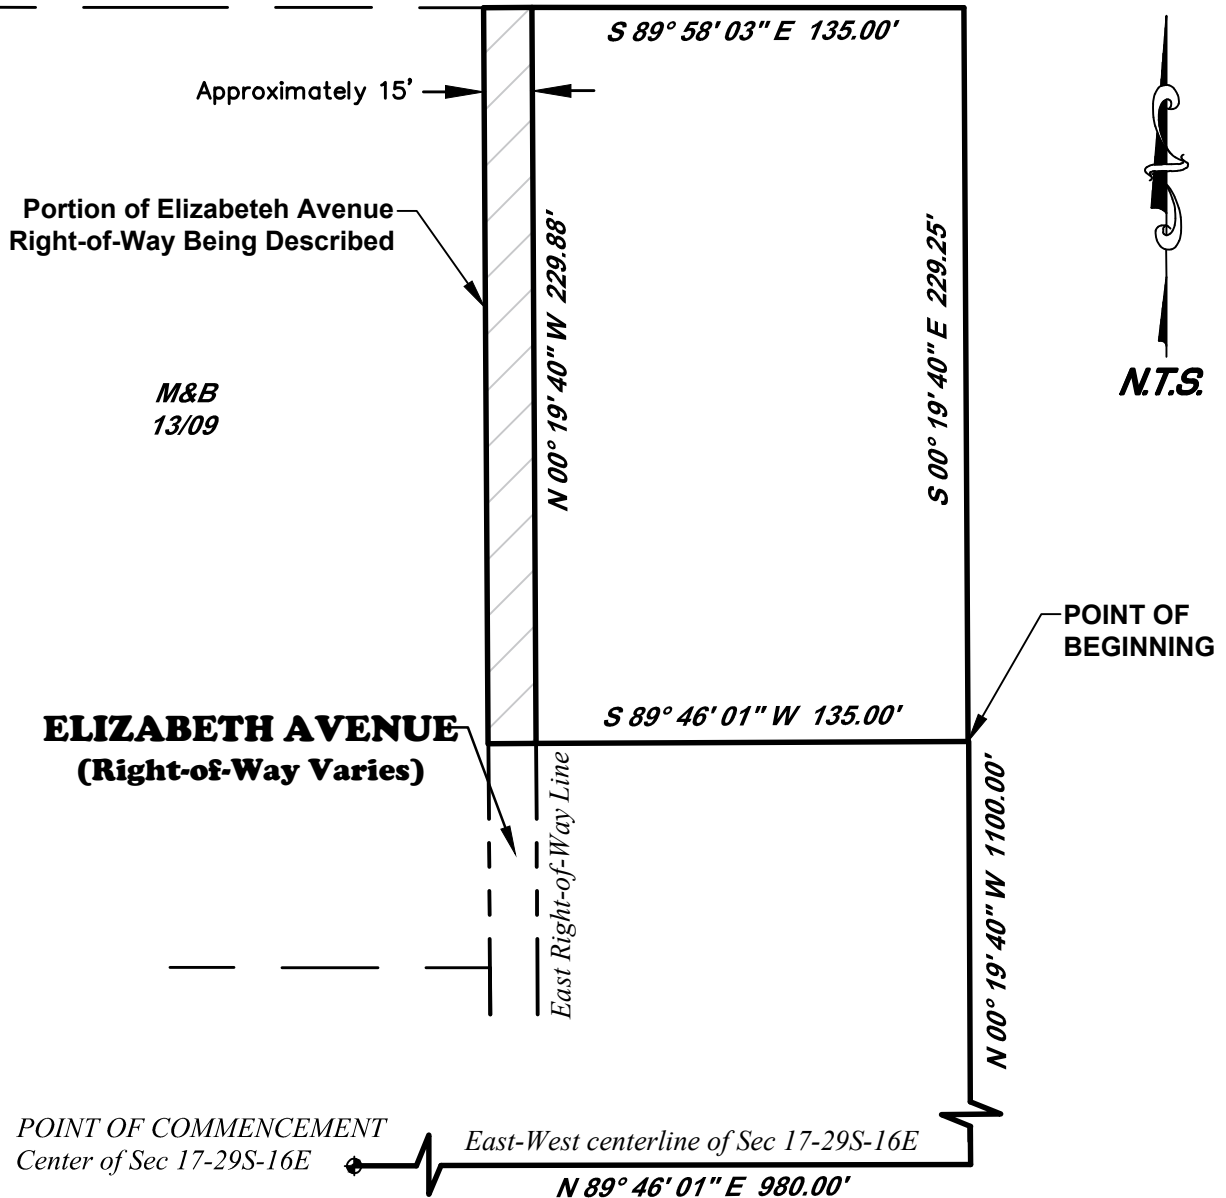 S 89° 58' 03" E 135.00'
Approximately 15'
Portion of Elizabeteh Avenue
Right-of-Way Being Described
N 00° 19' 40" W 229.88'
S 00° 19' 40" E 229.25'
N.T.S.
M&B
13/09
POINT OF
BEGINNING
S 89° 46' 01" W 135.00'
ELIZABETH AVENUE
(Right-of-Way Varies)
East Right-of-Way Line
N 00° 19' 40" W 1100.00'
POINT OF COMMENCEMENT
Center of Sec 17-29S-16E
East-West centerline of Sec 17-29S-16E
N 89° 46' 01" E 980.00'